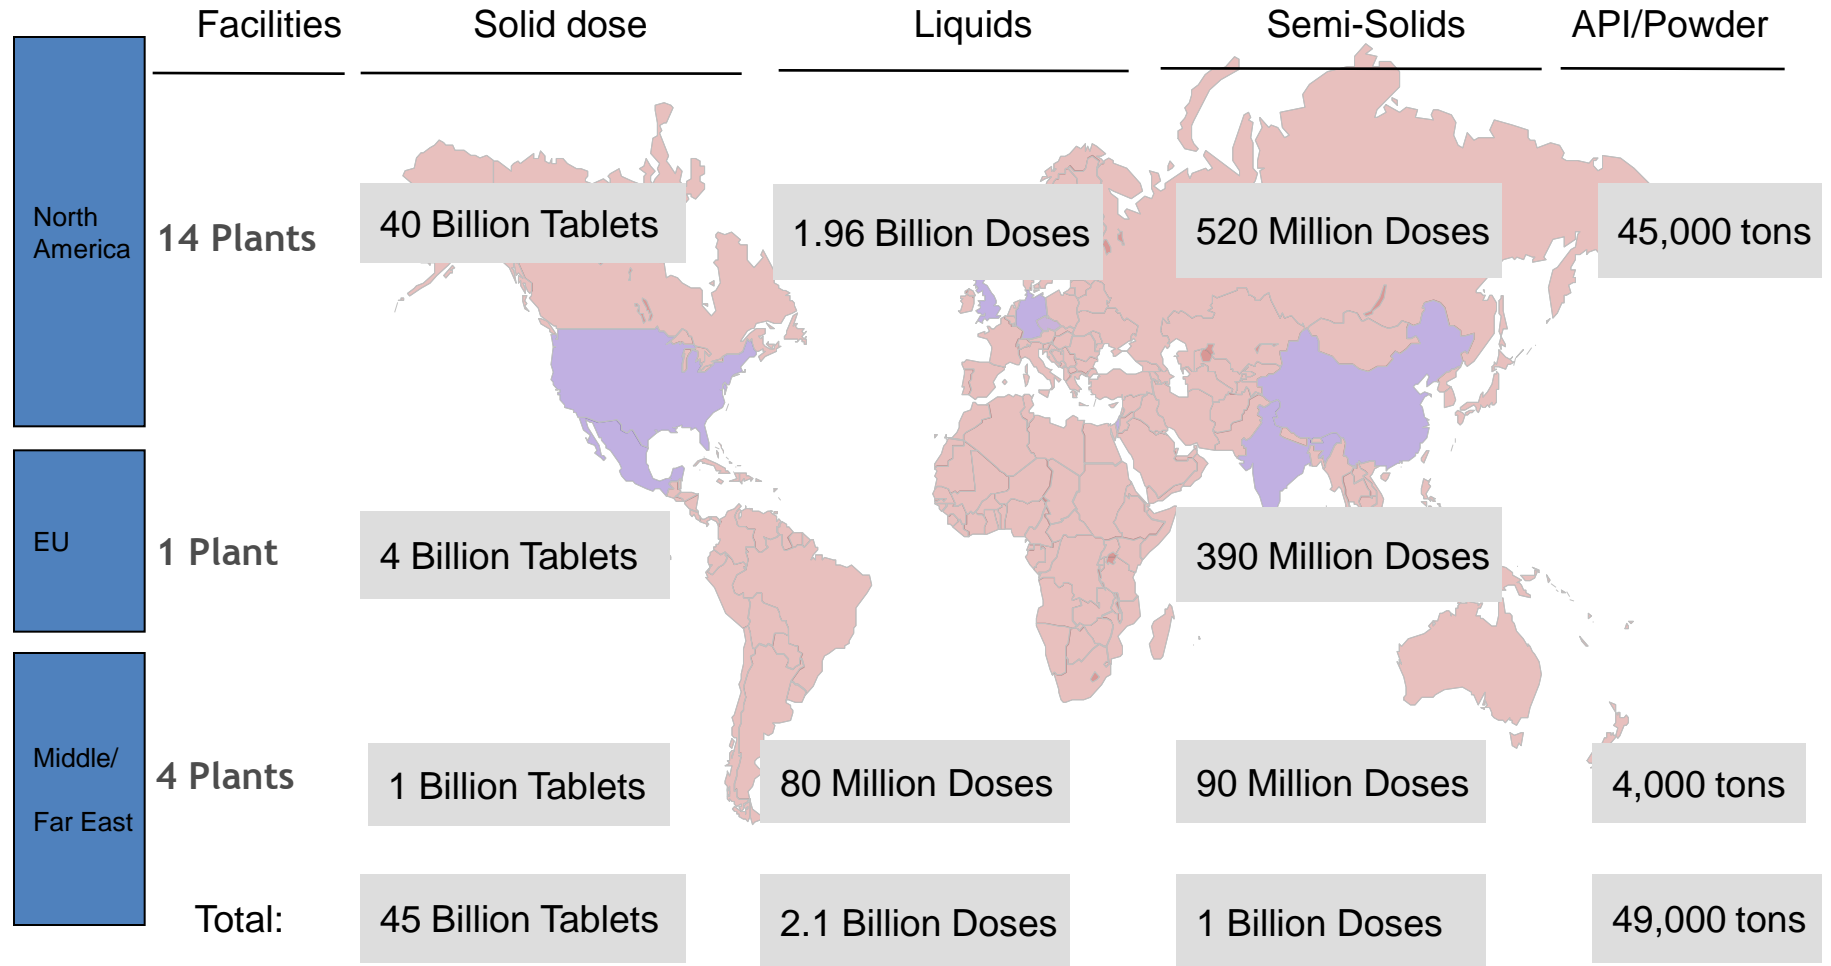 Facilities Solid dose Liquids Semi-Solids API/Powder
North
America
14 Plants 40 Billion Tablets 1.96 Billion Doses 520 Million Doses 45,000 tons
EU
1 Plant 4 Billion Tablets 390 Million Doses
Middle/
Far East
4 Plants 1 Billion Tablets 80 Million Doses 90 Million Doses 4,000 tons
Total: 45 Billion Tablets 2.1 Billion Doses 1 Billion Doses 49,000 tons